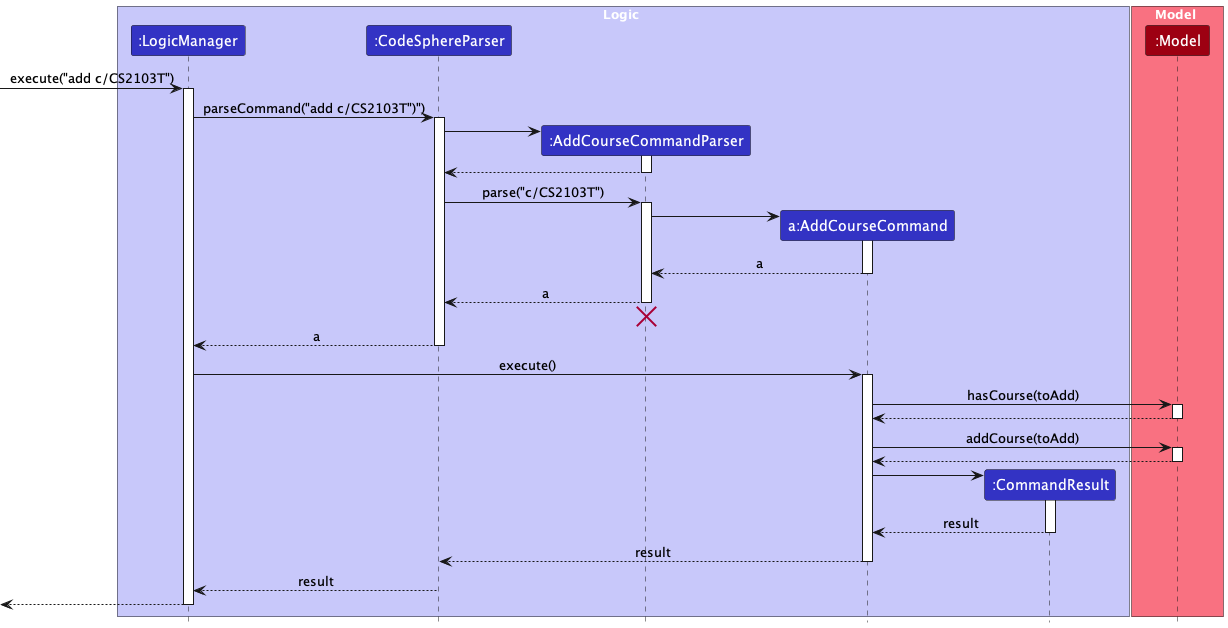 Logic
Model
:LogicManager
:CodeSphereParser
:Model
execute("add c/CS2103T")
parseCommand("add c/CS2103T")")
:AddCourseCommandParser
parse("c/CS2103T")
a:AddCourseCommand
a
a
a
execute()
hasCourse(toAdd)
addCourse(toAdd)
:CommandResult
result
result
result